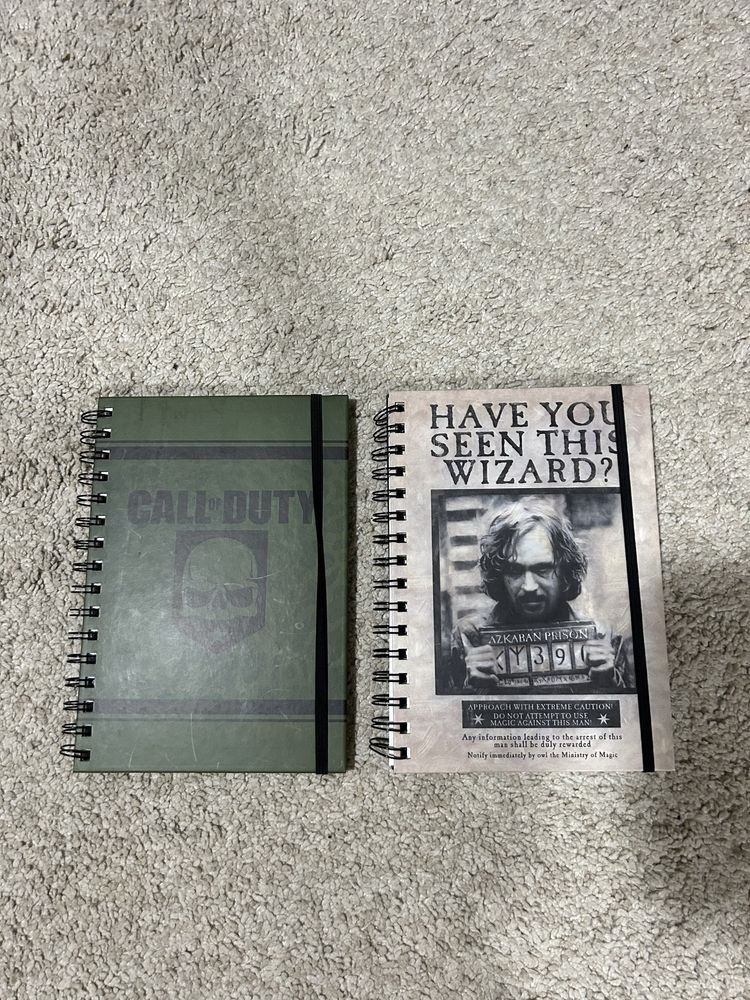 CALL OF DUTY
HAVE YOU
SEEN THIS
WIZARD?
AZKABAN PRISON
APPROACH WITH EXTREME CAUTION!
DO NOT ATTEMPT TO USE
MAGIC AGAINST THIS MAN!
Any information leading to the arrest of this
man shall be duly rewarded
Notify immediately by owl the Ministry of Magic